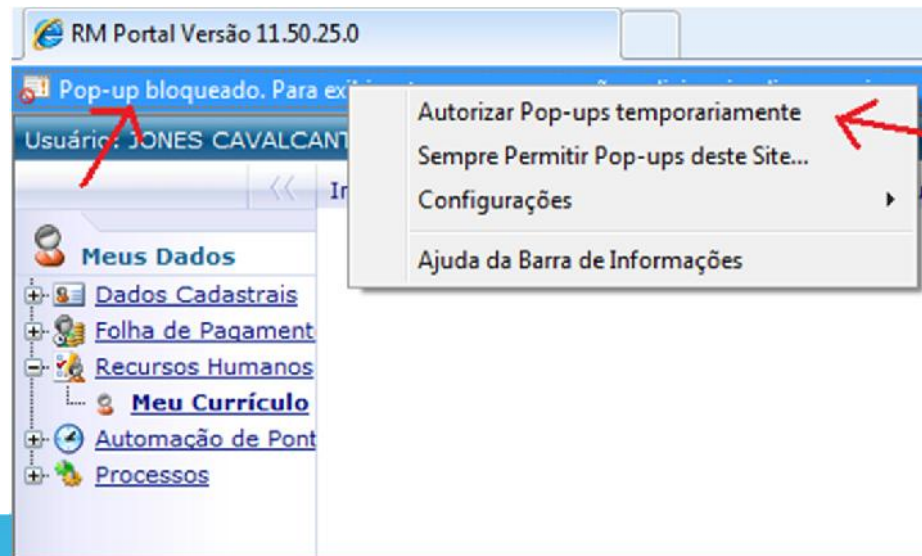 RM Portal Versão 11.50.25.0
Pop-up bloqueado. Para
Autorizar Pop-ups temporariamente
Sempre Permitir Pop-ups deste Site...
Configurações
Ajuda da Barra de Informações
Usuário: JONES CAVALCANT
Meus Dados
Dados Cadastrais
Folha de Pagament
Recursos Humanos
Meu Currículo
Automação de Pont
Processos